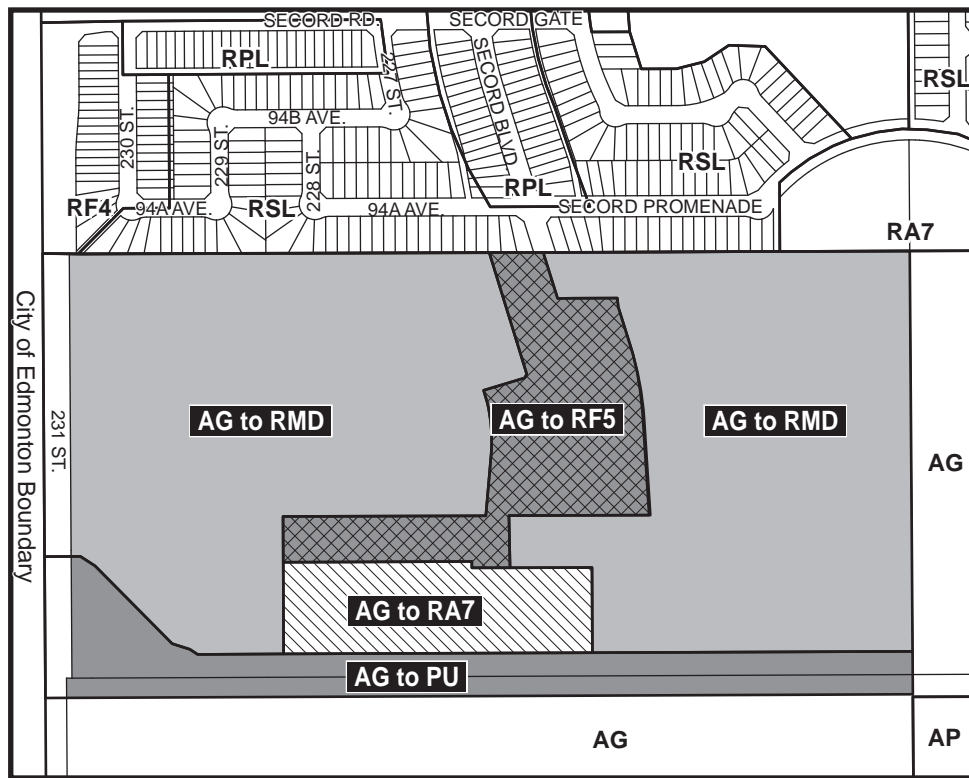 SECORD RD.
SECORD GATE
RPL
227 ST.
SECORD BLVD
RSL
94B AVE.
230 ST.
229 ST.
228 ST.
RSL
RPL
RF4
94A AVE.
RSL
94A AVE.
SECORD PROMENADE
RA7
City of Edmonton Boundary
231 ST.
AG to RMD
AG to RF5
AG to RMD
AG
AG to RA7
AG to PU
AG
AP